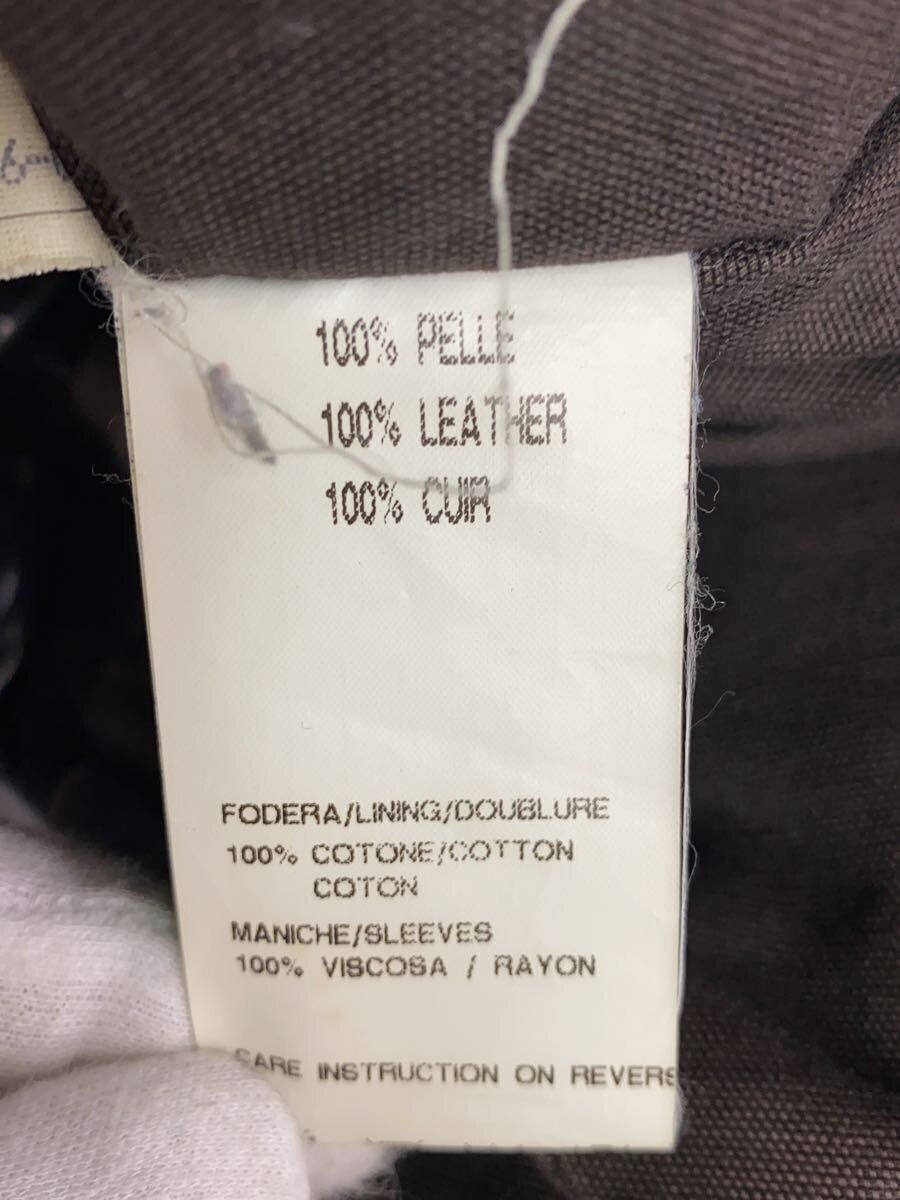 100% PELLE
100% LEATHER
100% CUIR
FODERA/LINING/DOUBLURE
100% COTONE/COTTON
COTON
MANICHE/SLEEVES
100% VISCOSA / RAYON
CARE INSTRUCTION ON REVERS